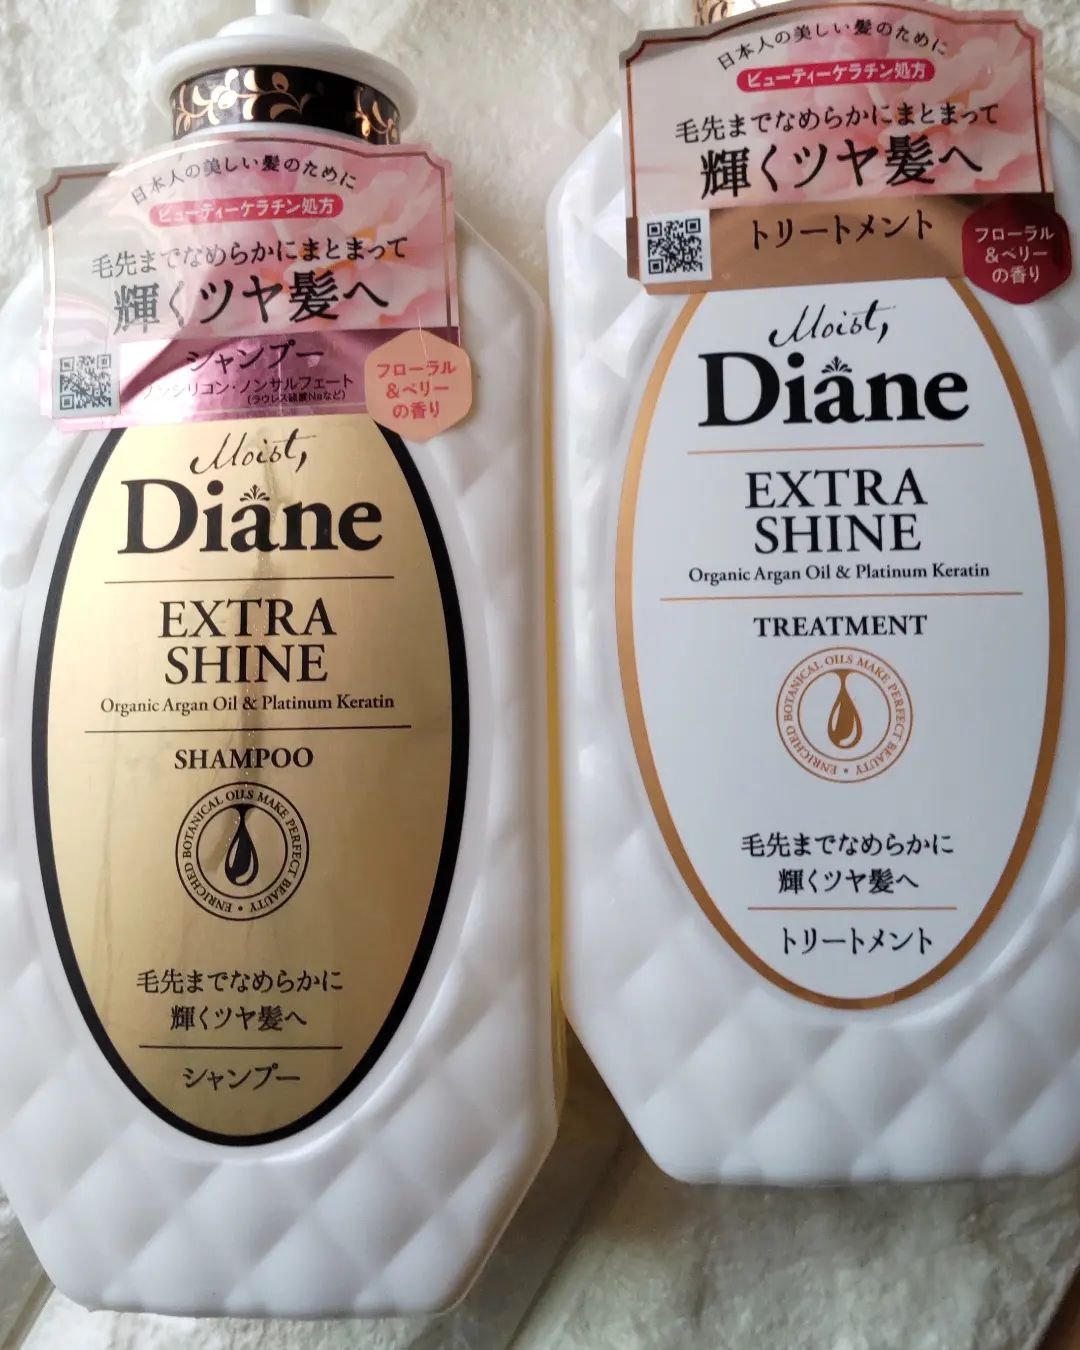 日本人の美しい髪のために
ビューティーケラチン処方
毛先までなめらかにまとまって
輝くツヤ髪へ
シャンプー
ノンシリコン・ノンサルフェート
(ラウレス硫酸Naなど)
フローラル
&ベリー
の香り
Moist,
Diane
EXTRA
SHINE
Organic Argan Oil & Platinum Keratin
SHAMPOO
ENRICHED BOTANICAL OILS MAKE PERFECT BEAUTY •
毛先までなめらかに
輝くツヤ髪へ
シャンプー
日本人の美しい髪のために
ビューティーケラチン処方
毛先までなめらかにまとまって
輝くツヤ髪へ
トリートメント
フローラル
&ベリー
の香り
Moist,
Diane
EXTRA
SHINE
Organic Argan Oil & Platinum Keratin
TREATMENT
ENRICHED BOTANICAL OILS MAKE PERFECT BEAUTY •
毛先までなめらかに
輝くツヤ髪へ
トリートメント